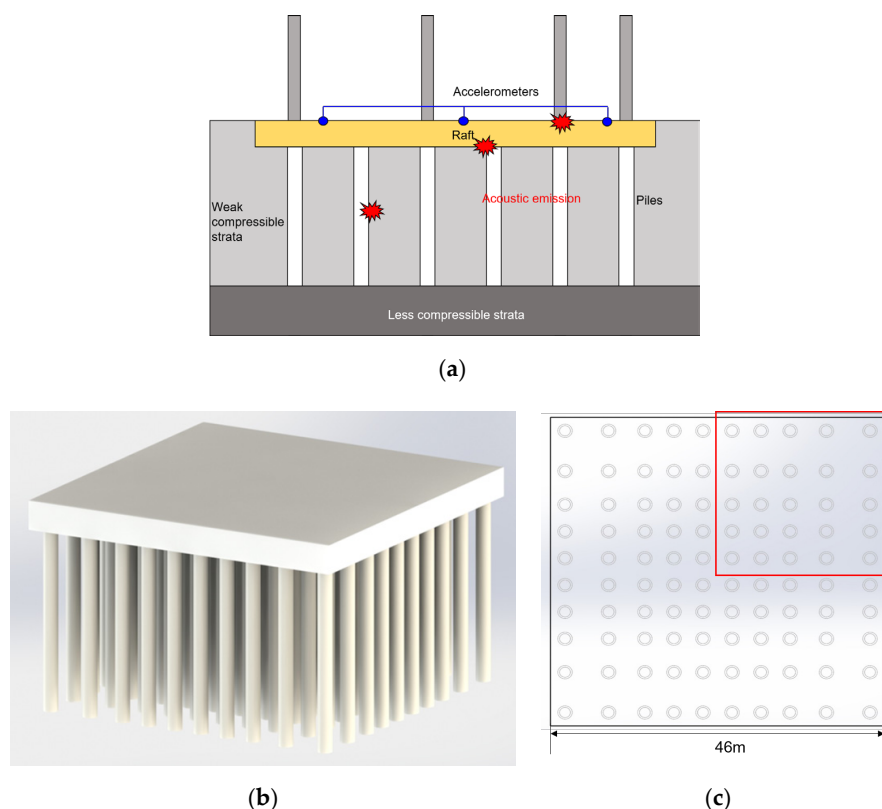 Accelerometers
Raft
Acoustic emission
Piles
Weak
compressible
strata
Less compressible strata
(a)
46m
(b)
(c)